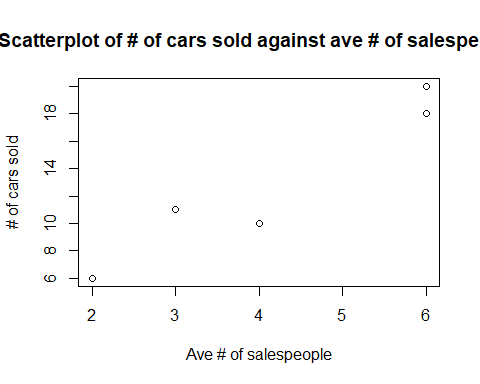 Scatterplot of # of cars sold against ave # of salespe
18
14
10
8
6
# of cars sold
2 3 4 5 6
Ave # of salespeople